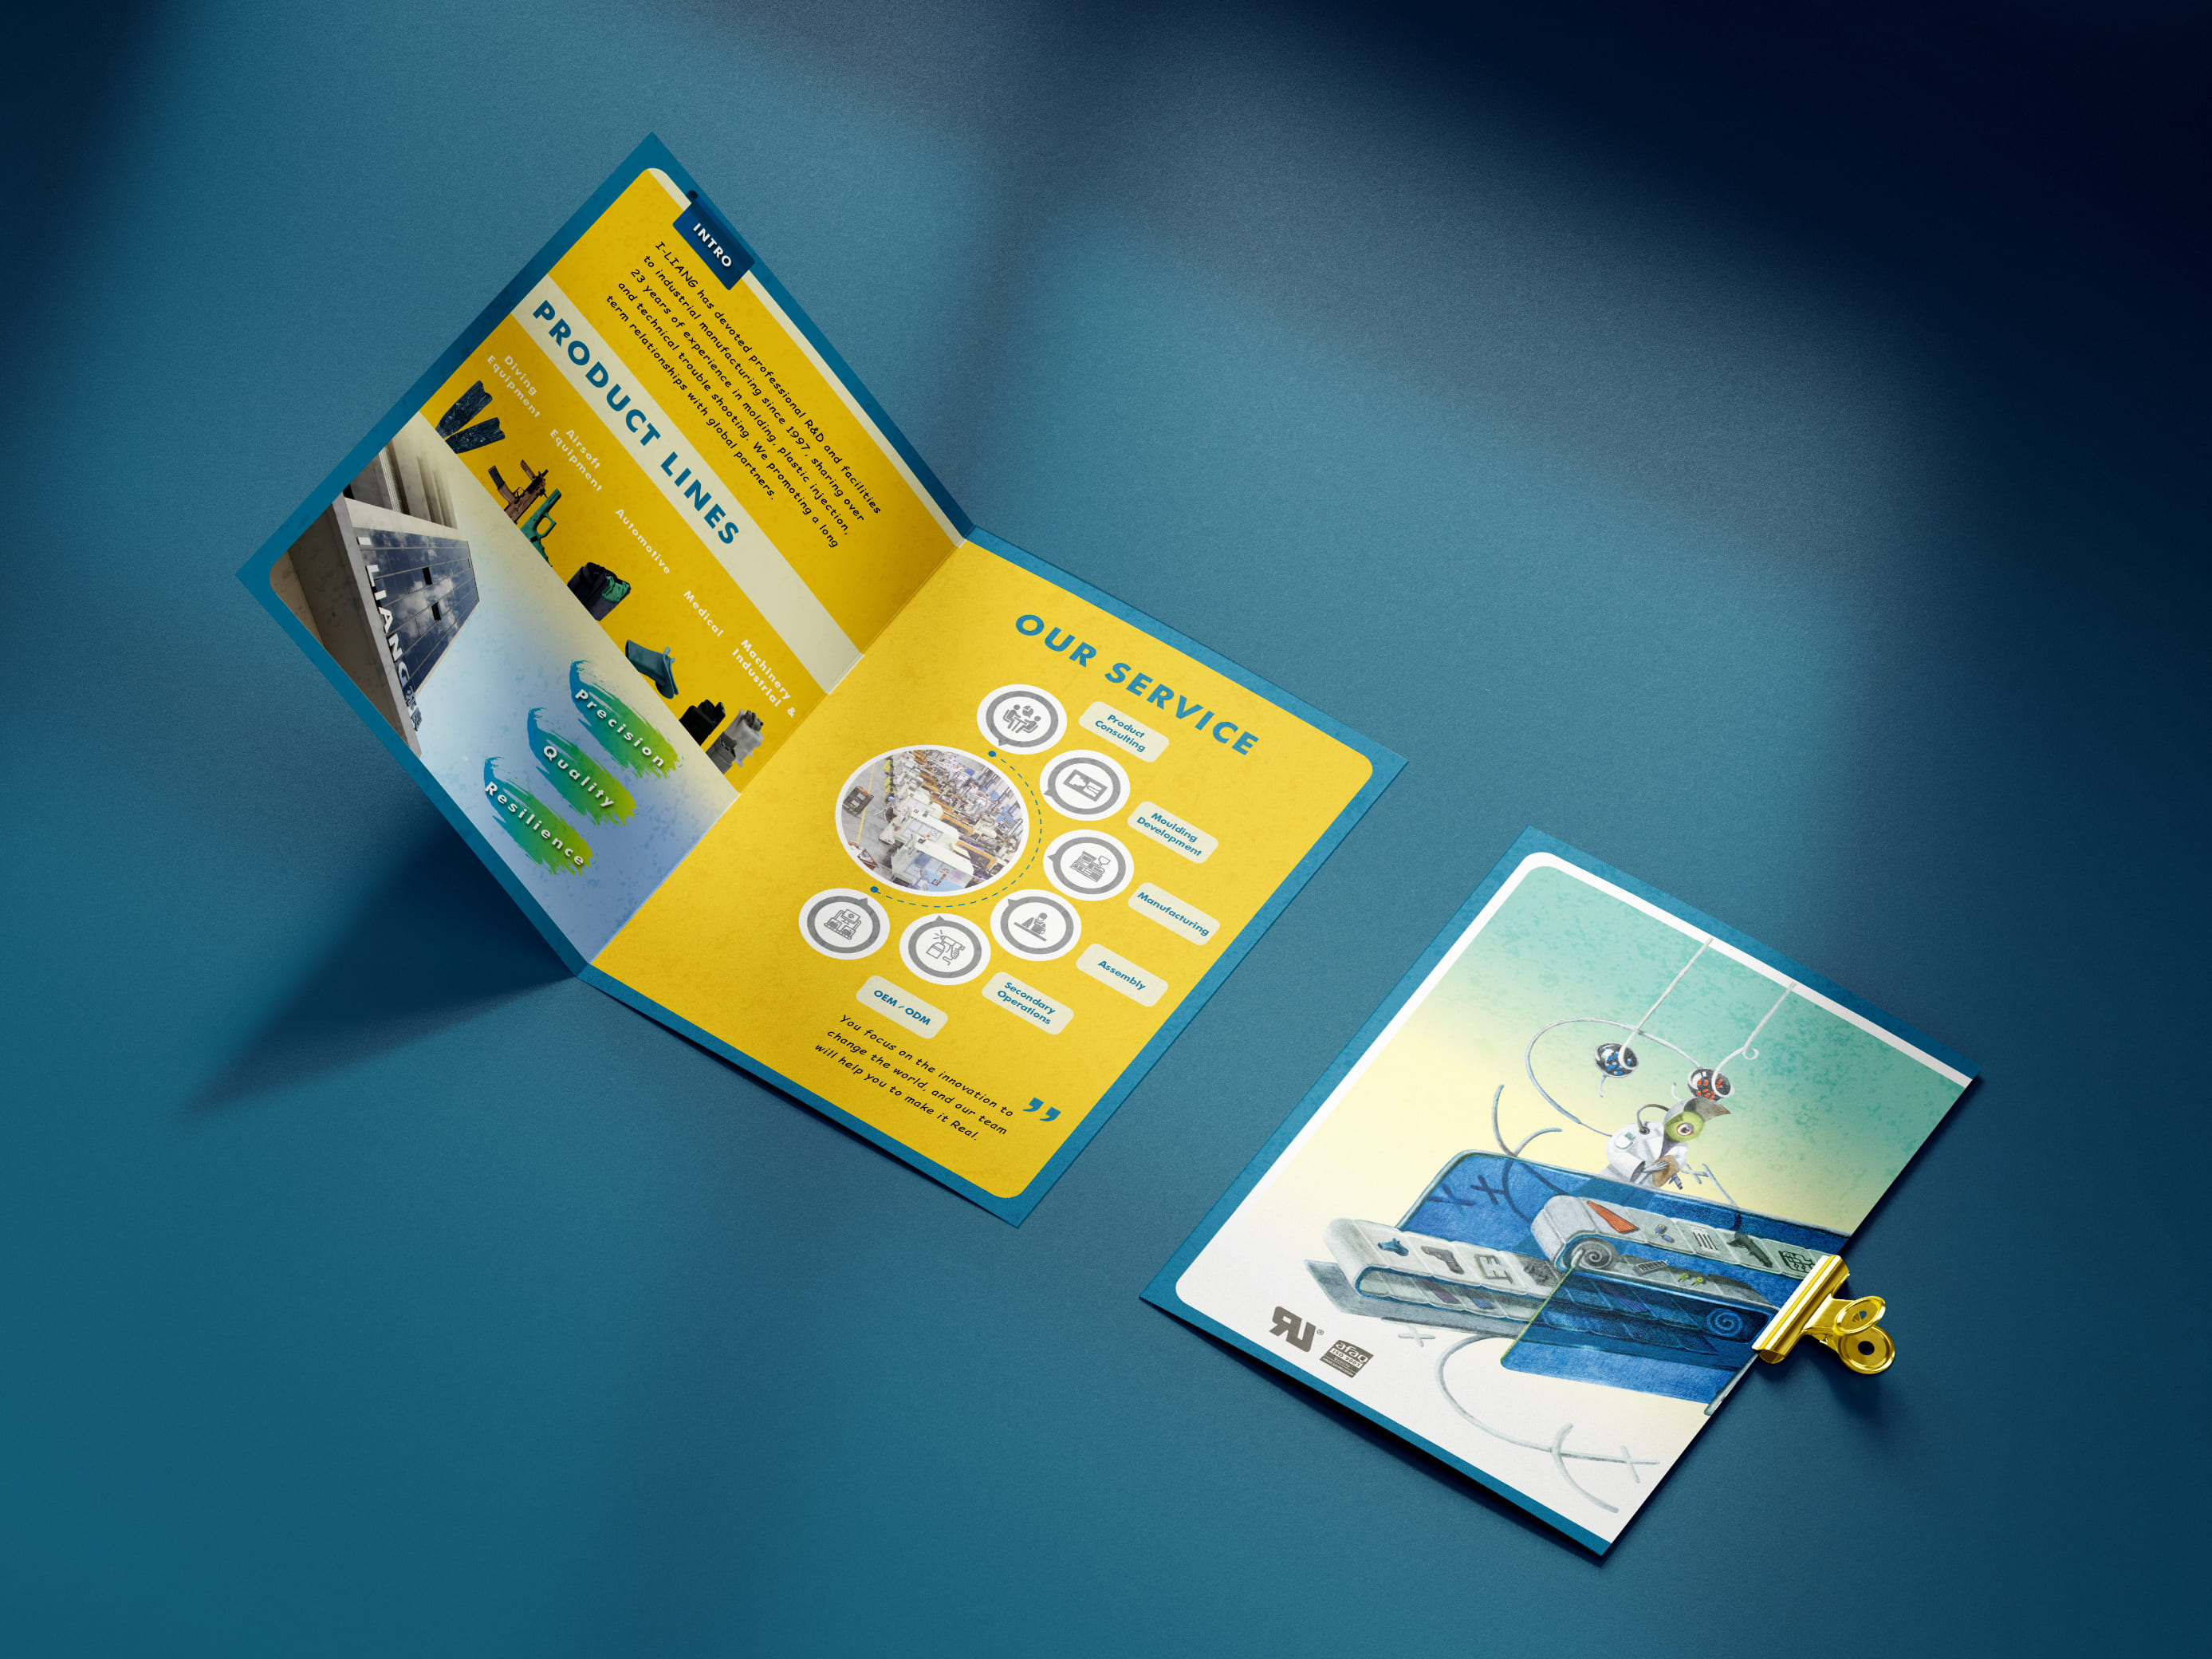 INTRO
I-LIANG has devoted professional R&D and facilities
to industrial manufacturing since 1997, sharing over
23 years of experience in molding, plastic injection,
and technical trouble shooting. We promoting a long
term relationships with global partners.
PRODUCT LINES
Diving
Equipment
Airsoft
Equipment
Automotive
Medical
Machinery &
Industrial
LIANG
Precision
Quality
Resilience
OUR SERVICE
Product
Consulting
Moulding
Development
Manufacturing
Assembly
Secondary
Operations
OEM / ODM
You focus on the innovation to
change the world, and our team
will help you to make it Real.
”
afaq
ISO 9001